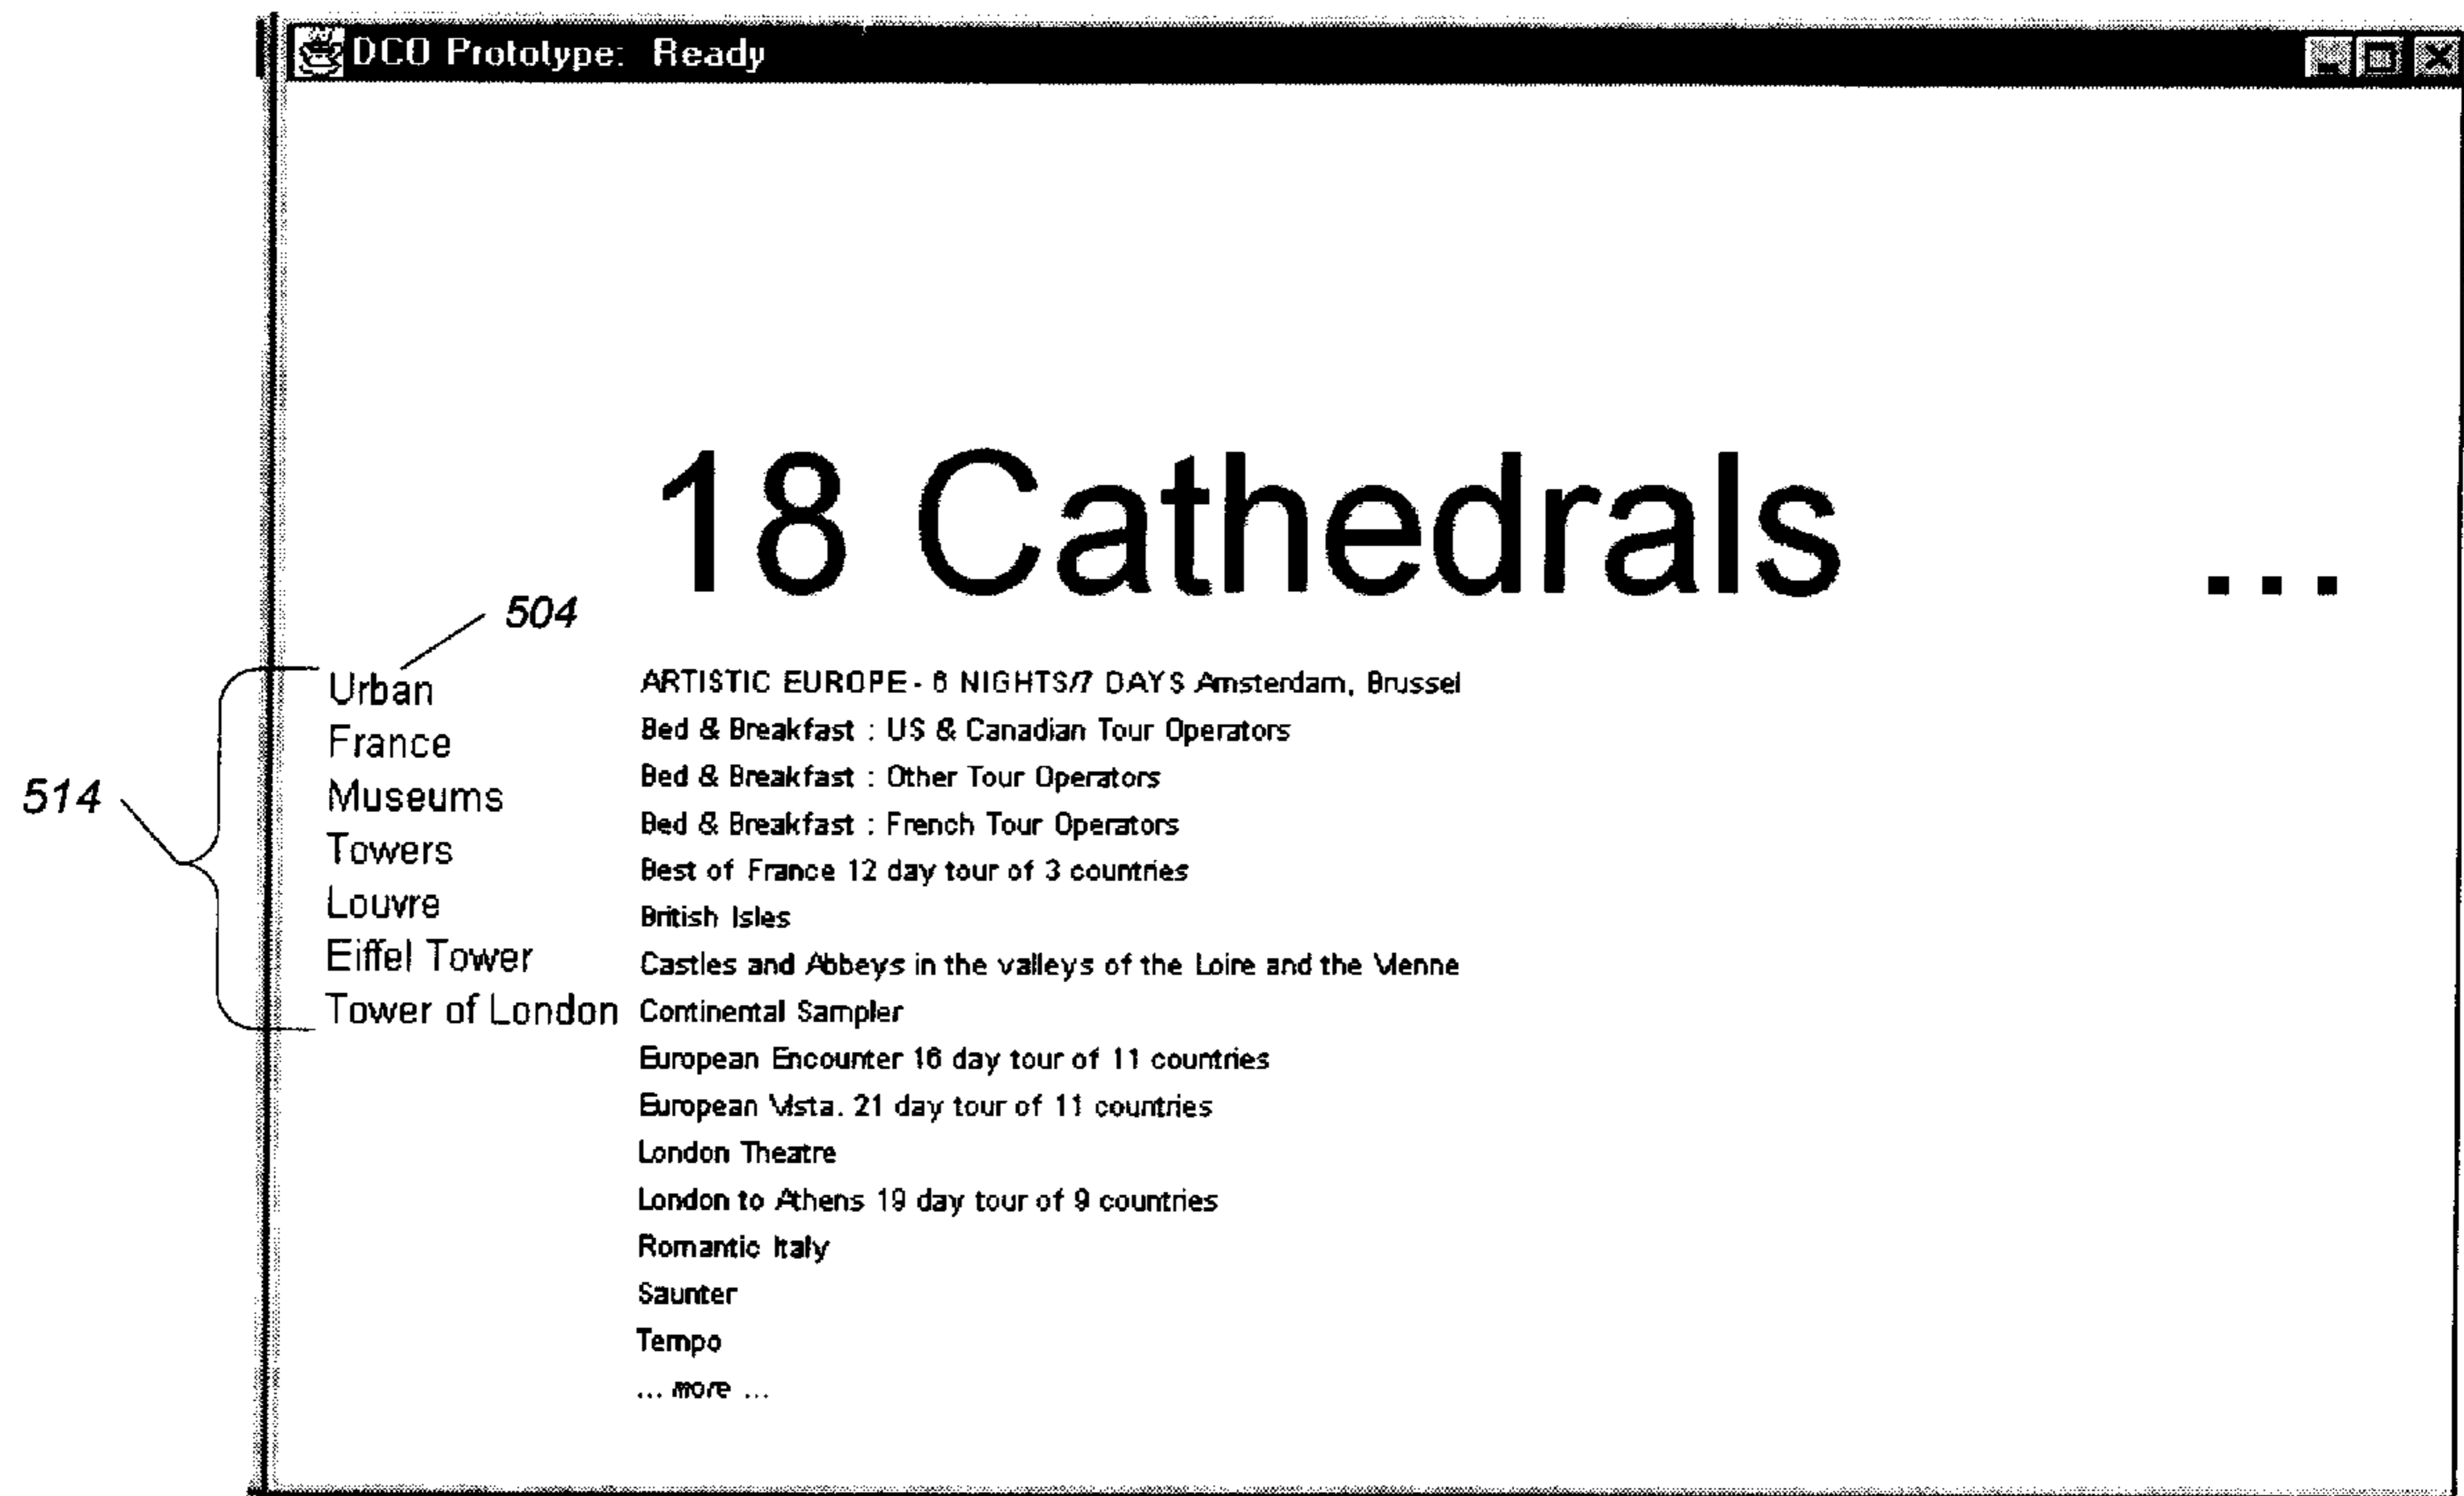 DCO Prototype: Ready
18 Cathedrals ...
504
514
Urban
France
Museums
Towers
Louvre
Eiffel Tower
Tower of London
ARTISTIC EUROPE - 6 NIGHTS/7 DAYS Amsterdam, Brussel
Bed & Breakfast : US & Canadian Tour Operators
Bed & Breakfast : Other Tour Operators
Bed & Breakfast : French Tour Operators
Best of France 12 day tour of 3 countries
British Isles
Castles and Abbeys in the valleys of the Loire and the Vienne
Continental Sampler
European Encounter 16 day tour of 11 countries
European Vista. 21 day tour of 11 countries
London Theatre
London to Athens 19 day tour of 9 countries
Romantic Italy
Saunter
Tempo
... more ...